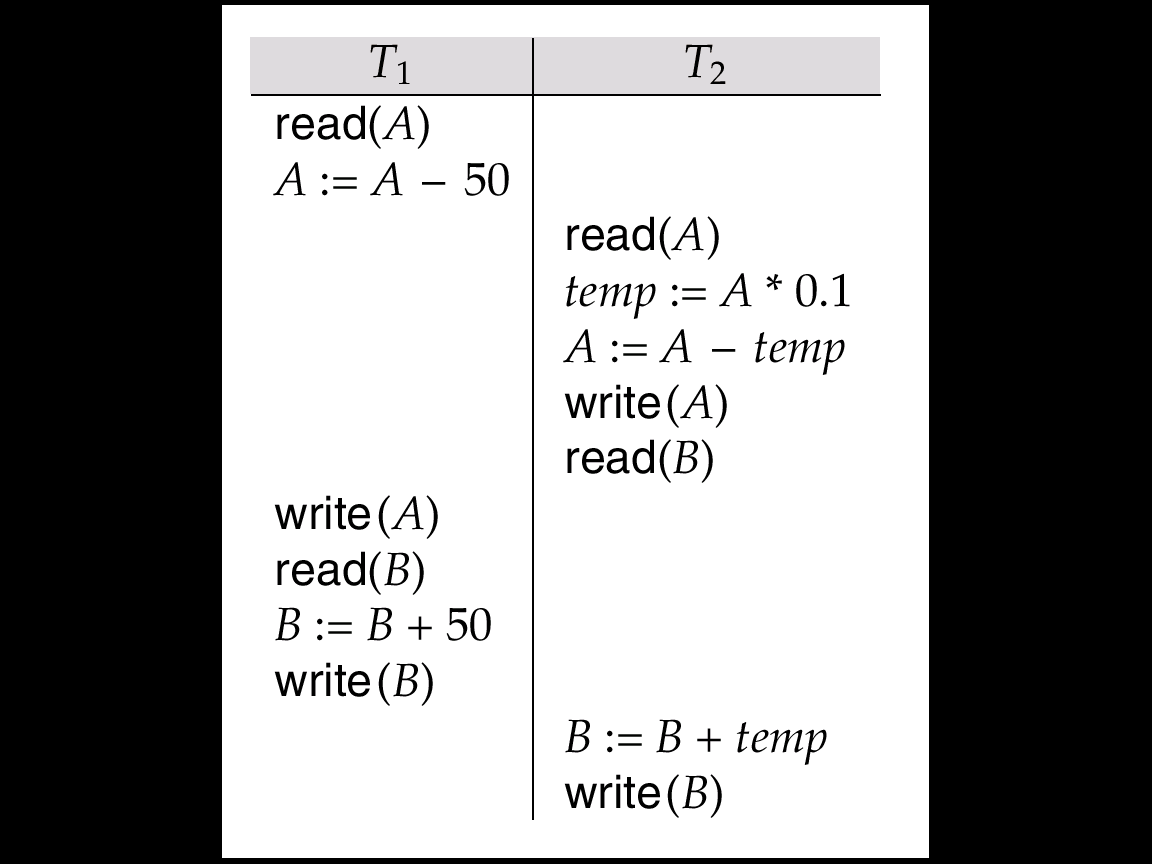 T₁ T₂
read(A)
A := A − 50
read(A)
temp := A * 0.1
A := A − temp
write(A)
read(B)
write(A)
read(B)
B := B + 50
write(B)
B := B + temp
write(B)